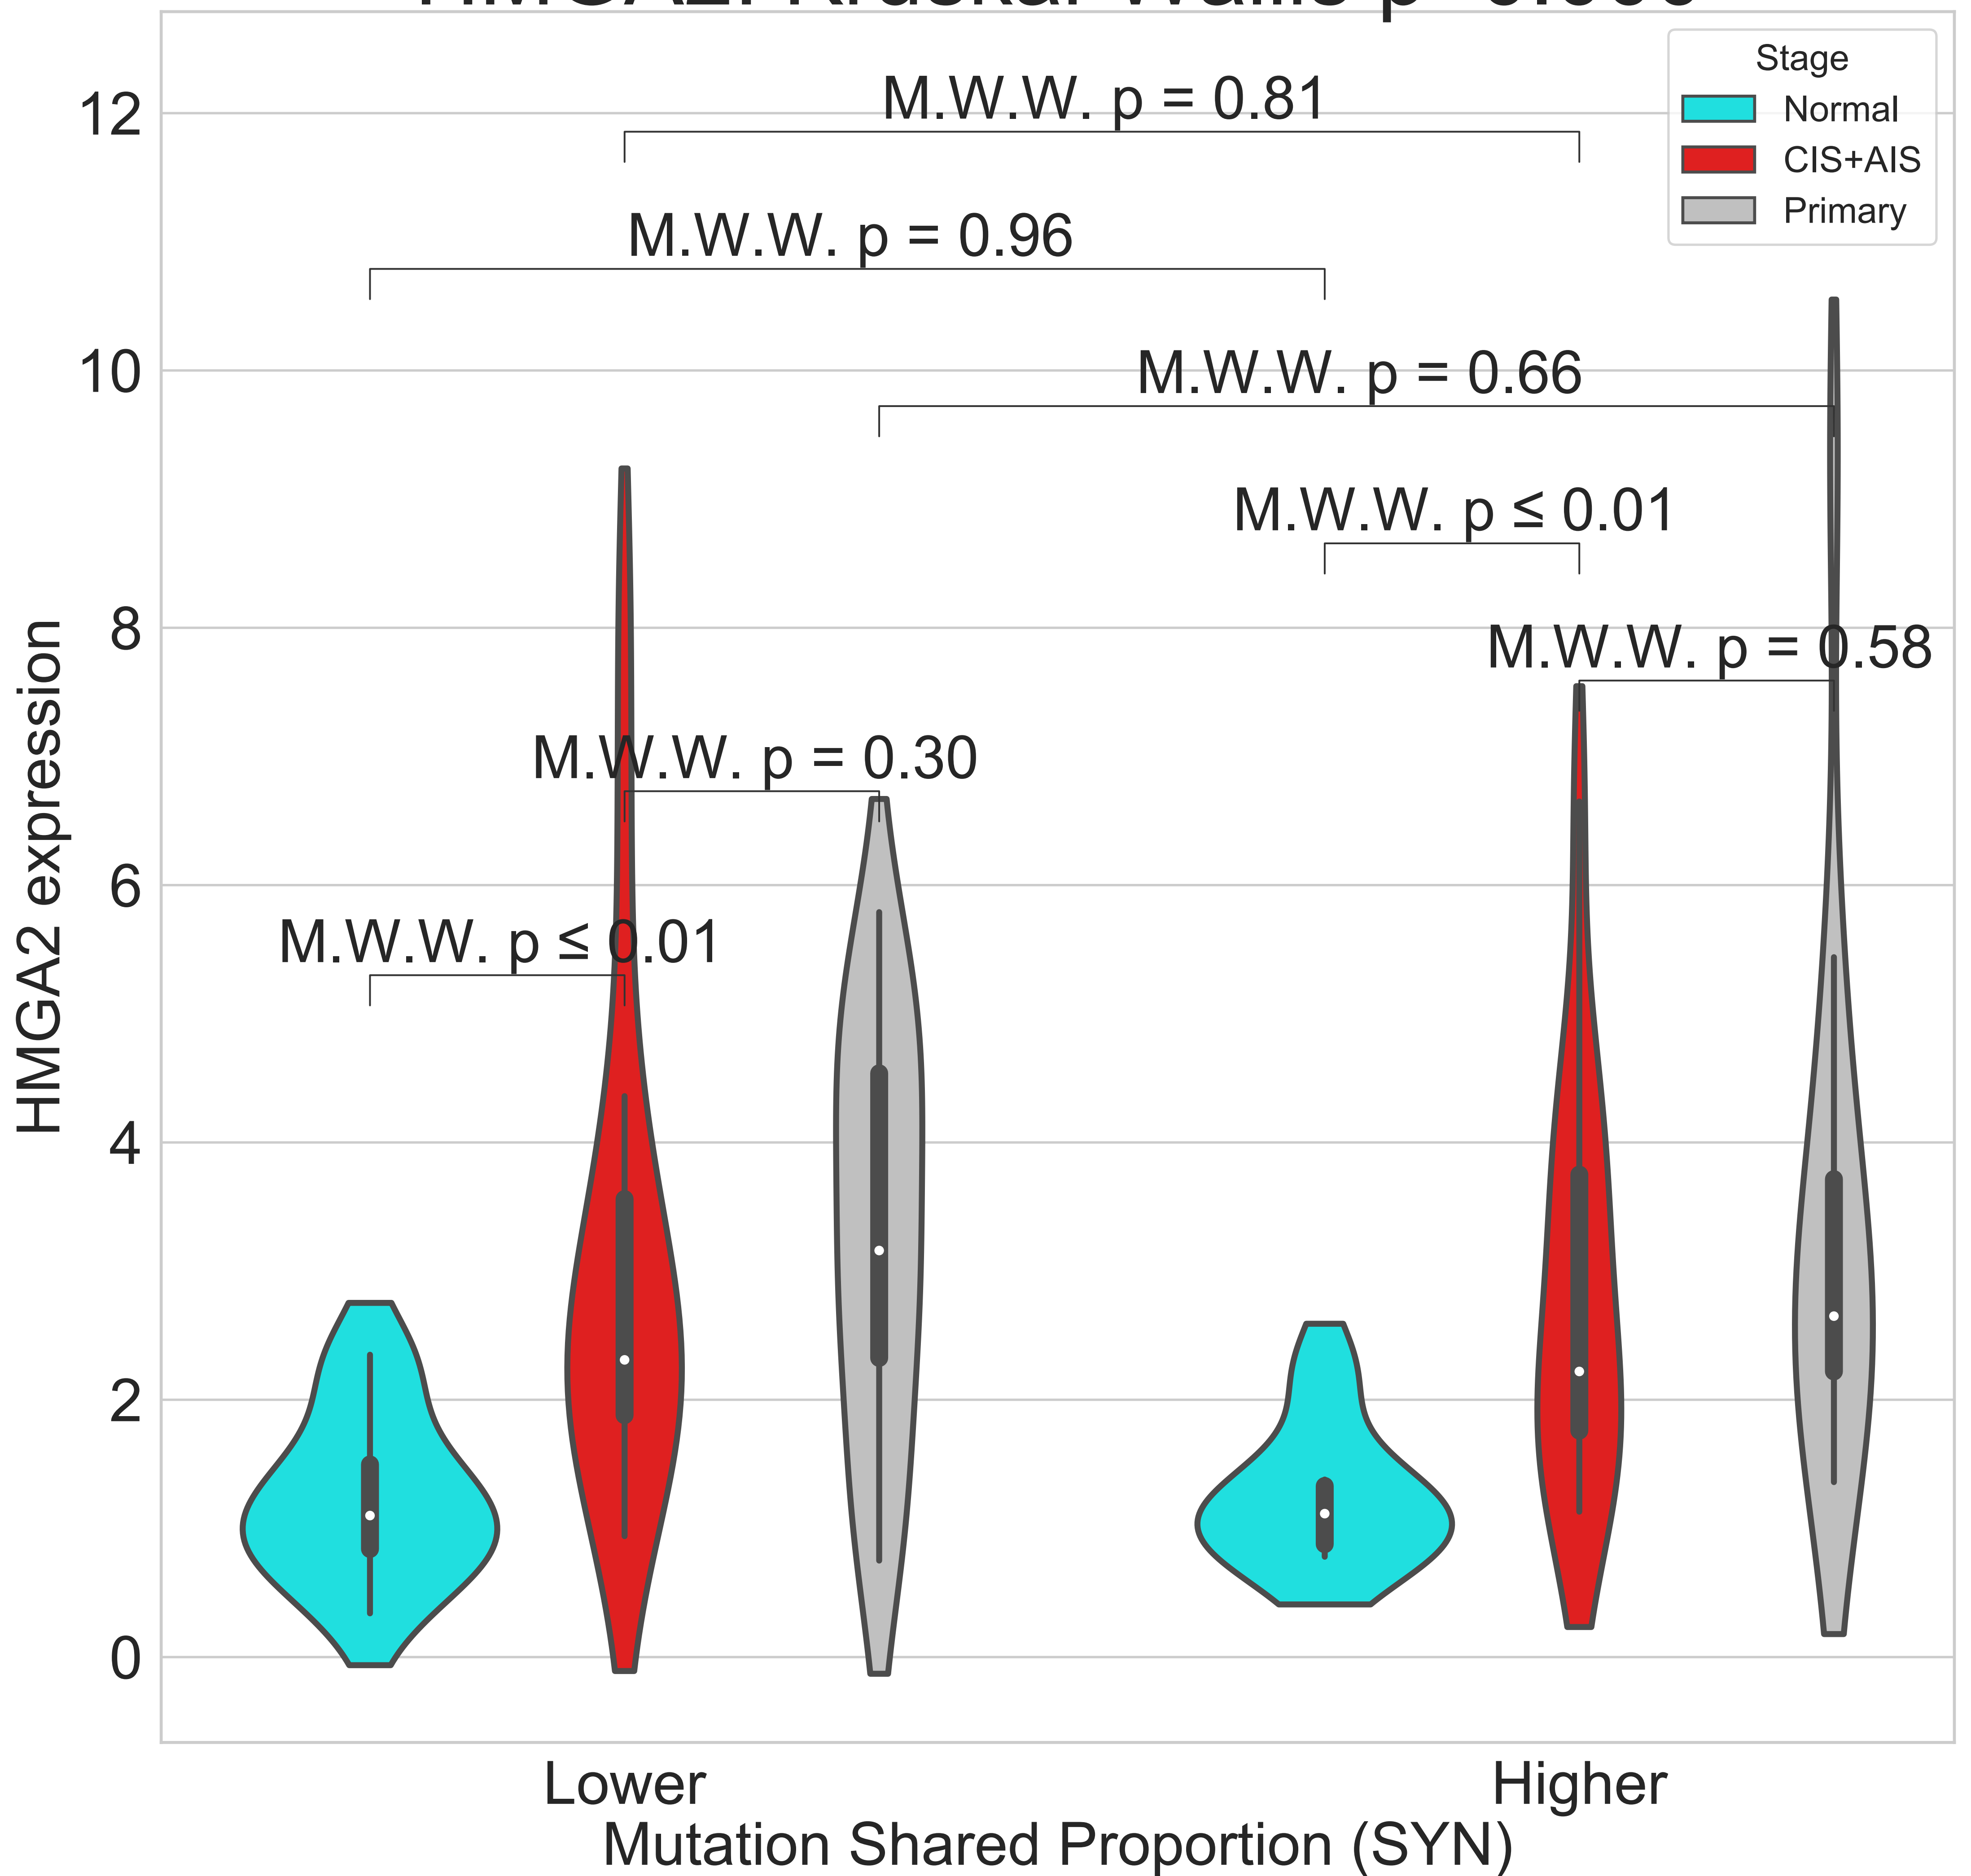 Stage
Normal
CIS+AIS
Primary
M.W.W. p = 0.81
M.W.W. p = 0.96
M.W.W. p = 0.66
M.W.W. p ≤ 0.01
M.W.W. p = 0.58
M.W.W. p = 0.30
M.W.W. p ≤ 0.01
12
10
8
6
4
2
0
HMGA2 expression
Lower
Higher
Mutation Shared Proportion (SYN)